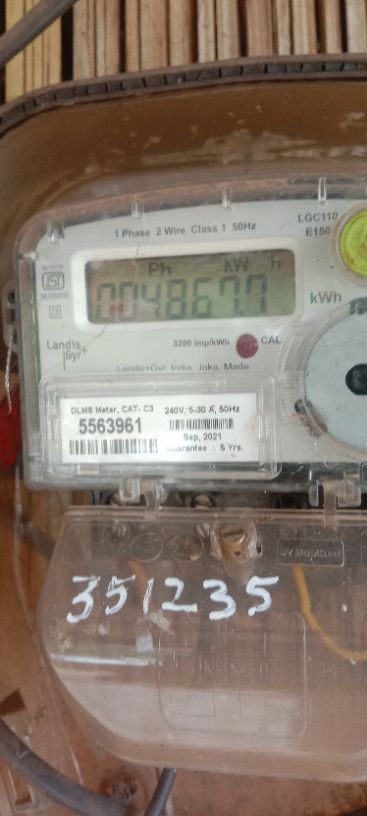 1 Phase 2 Wire Class 1 50Hz
LGC110
E150
Ph KW h
004867.7
kWh
Landis
Gyr+
3200 imp/kWh
CAL
Landis+Gyr, India, Joka, Made
DLMS Meter, CAT- C3
240V, 5-30 A, 50Hz
5563961
Sep, 2021
Guarantee : 5 Yrs.
UV Stabilised
351235